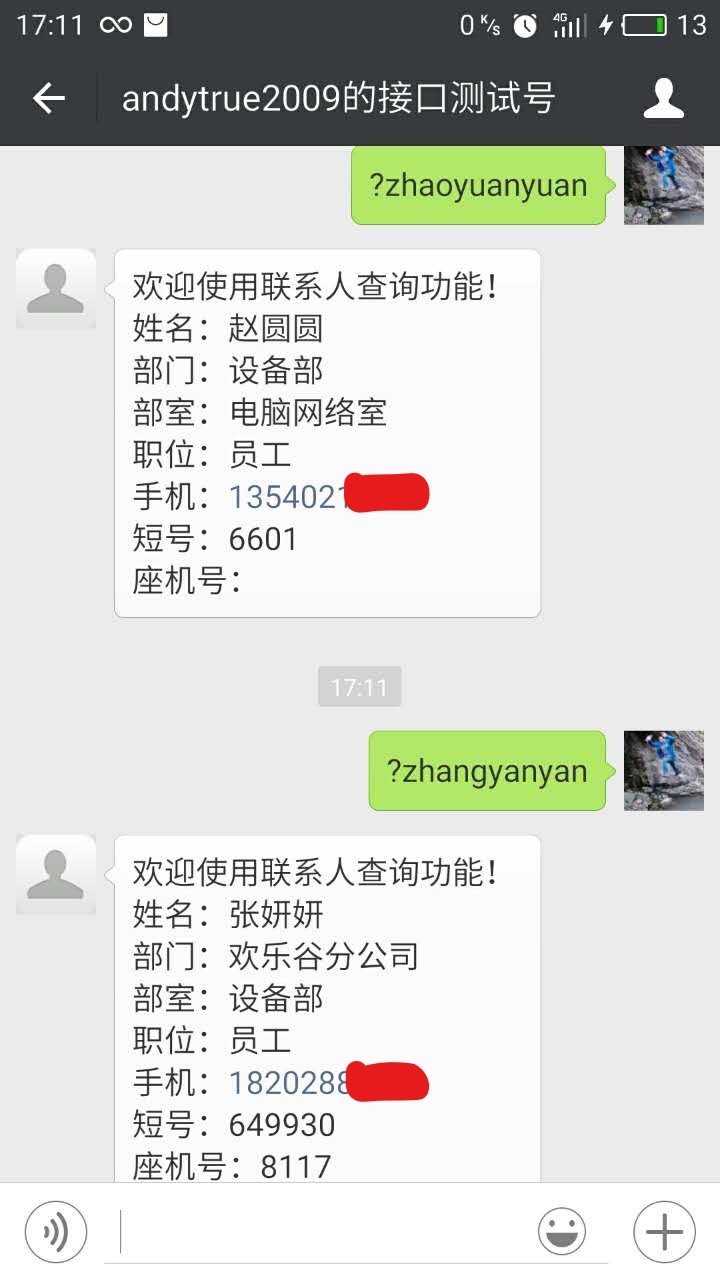 17:11
0 K/s
4G
13
andytrue2009的接口测试号
?zhaoyuanyuan
欢迎使用联系人查询功能！
姓名：赵圆圆
部门：设备部
部室：电脑网络室
职位：员工
手机：1354021
短号：6601
座机号：
17:11
?zhangyanyan
欢迎使用联系人查询功能！
姓名：张妍妍
部门：欢乐谷分公司
部室：设备部
职位：员工
手机：1820288
短号：649930
座机号：8117